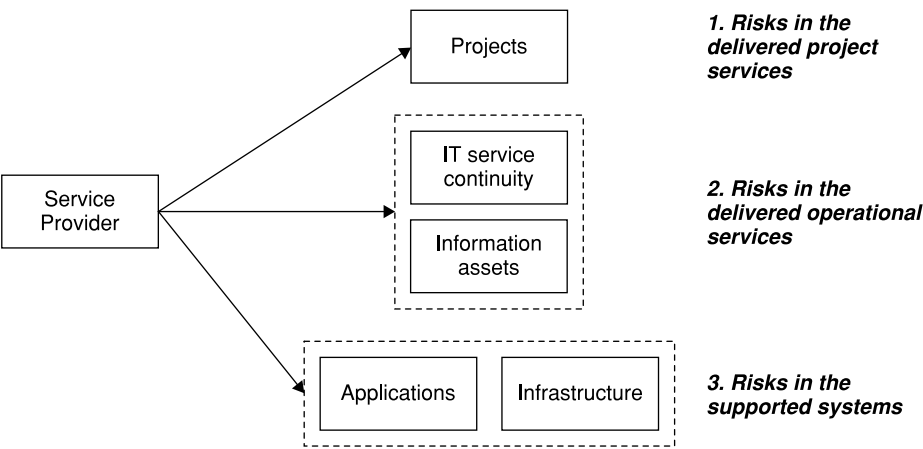 Projects
1. Risks in the
delivered project
services
IT service
continuity
Service
Provider
Information
assets
2. Risks in the
delivered operational
services
Applications
Infrastructure
3. Risks in the
supported systems